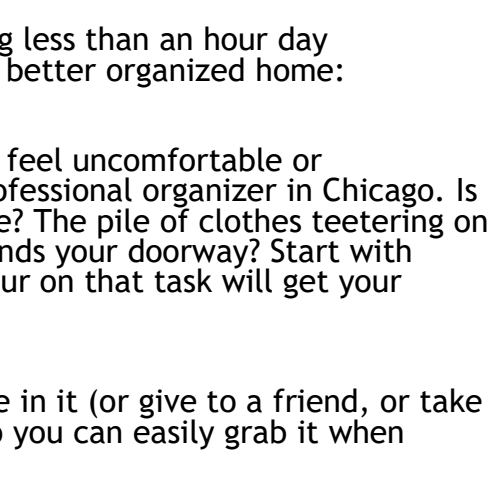 g less than an hour day
better organized home:
feel uncomfortable or
ofessional organizer in Chicago. Is
e? The pile of clothes teetering on
nds your doorway? Start with
ur on that task will get your
e in it (or give to a friend, or take
you can easily grab it when